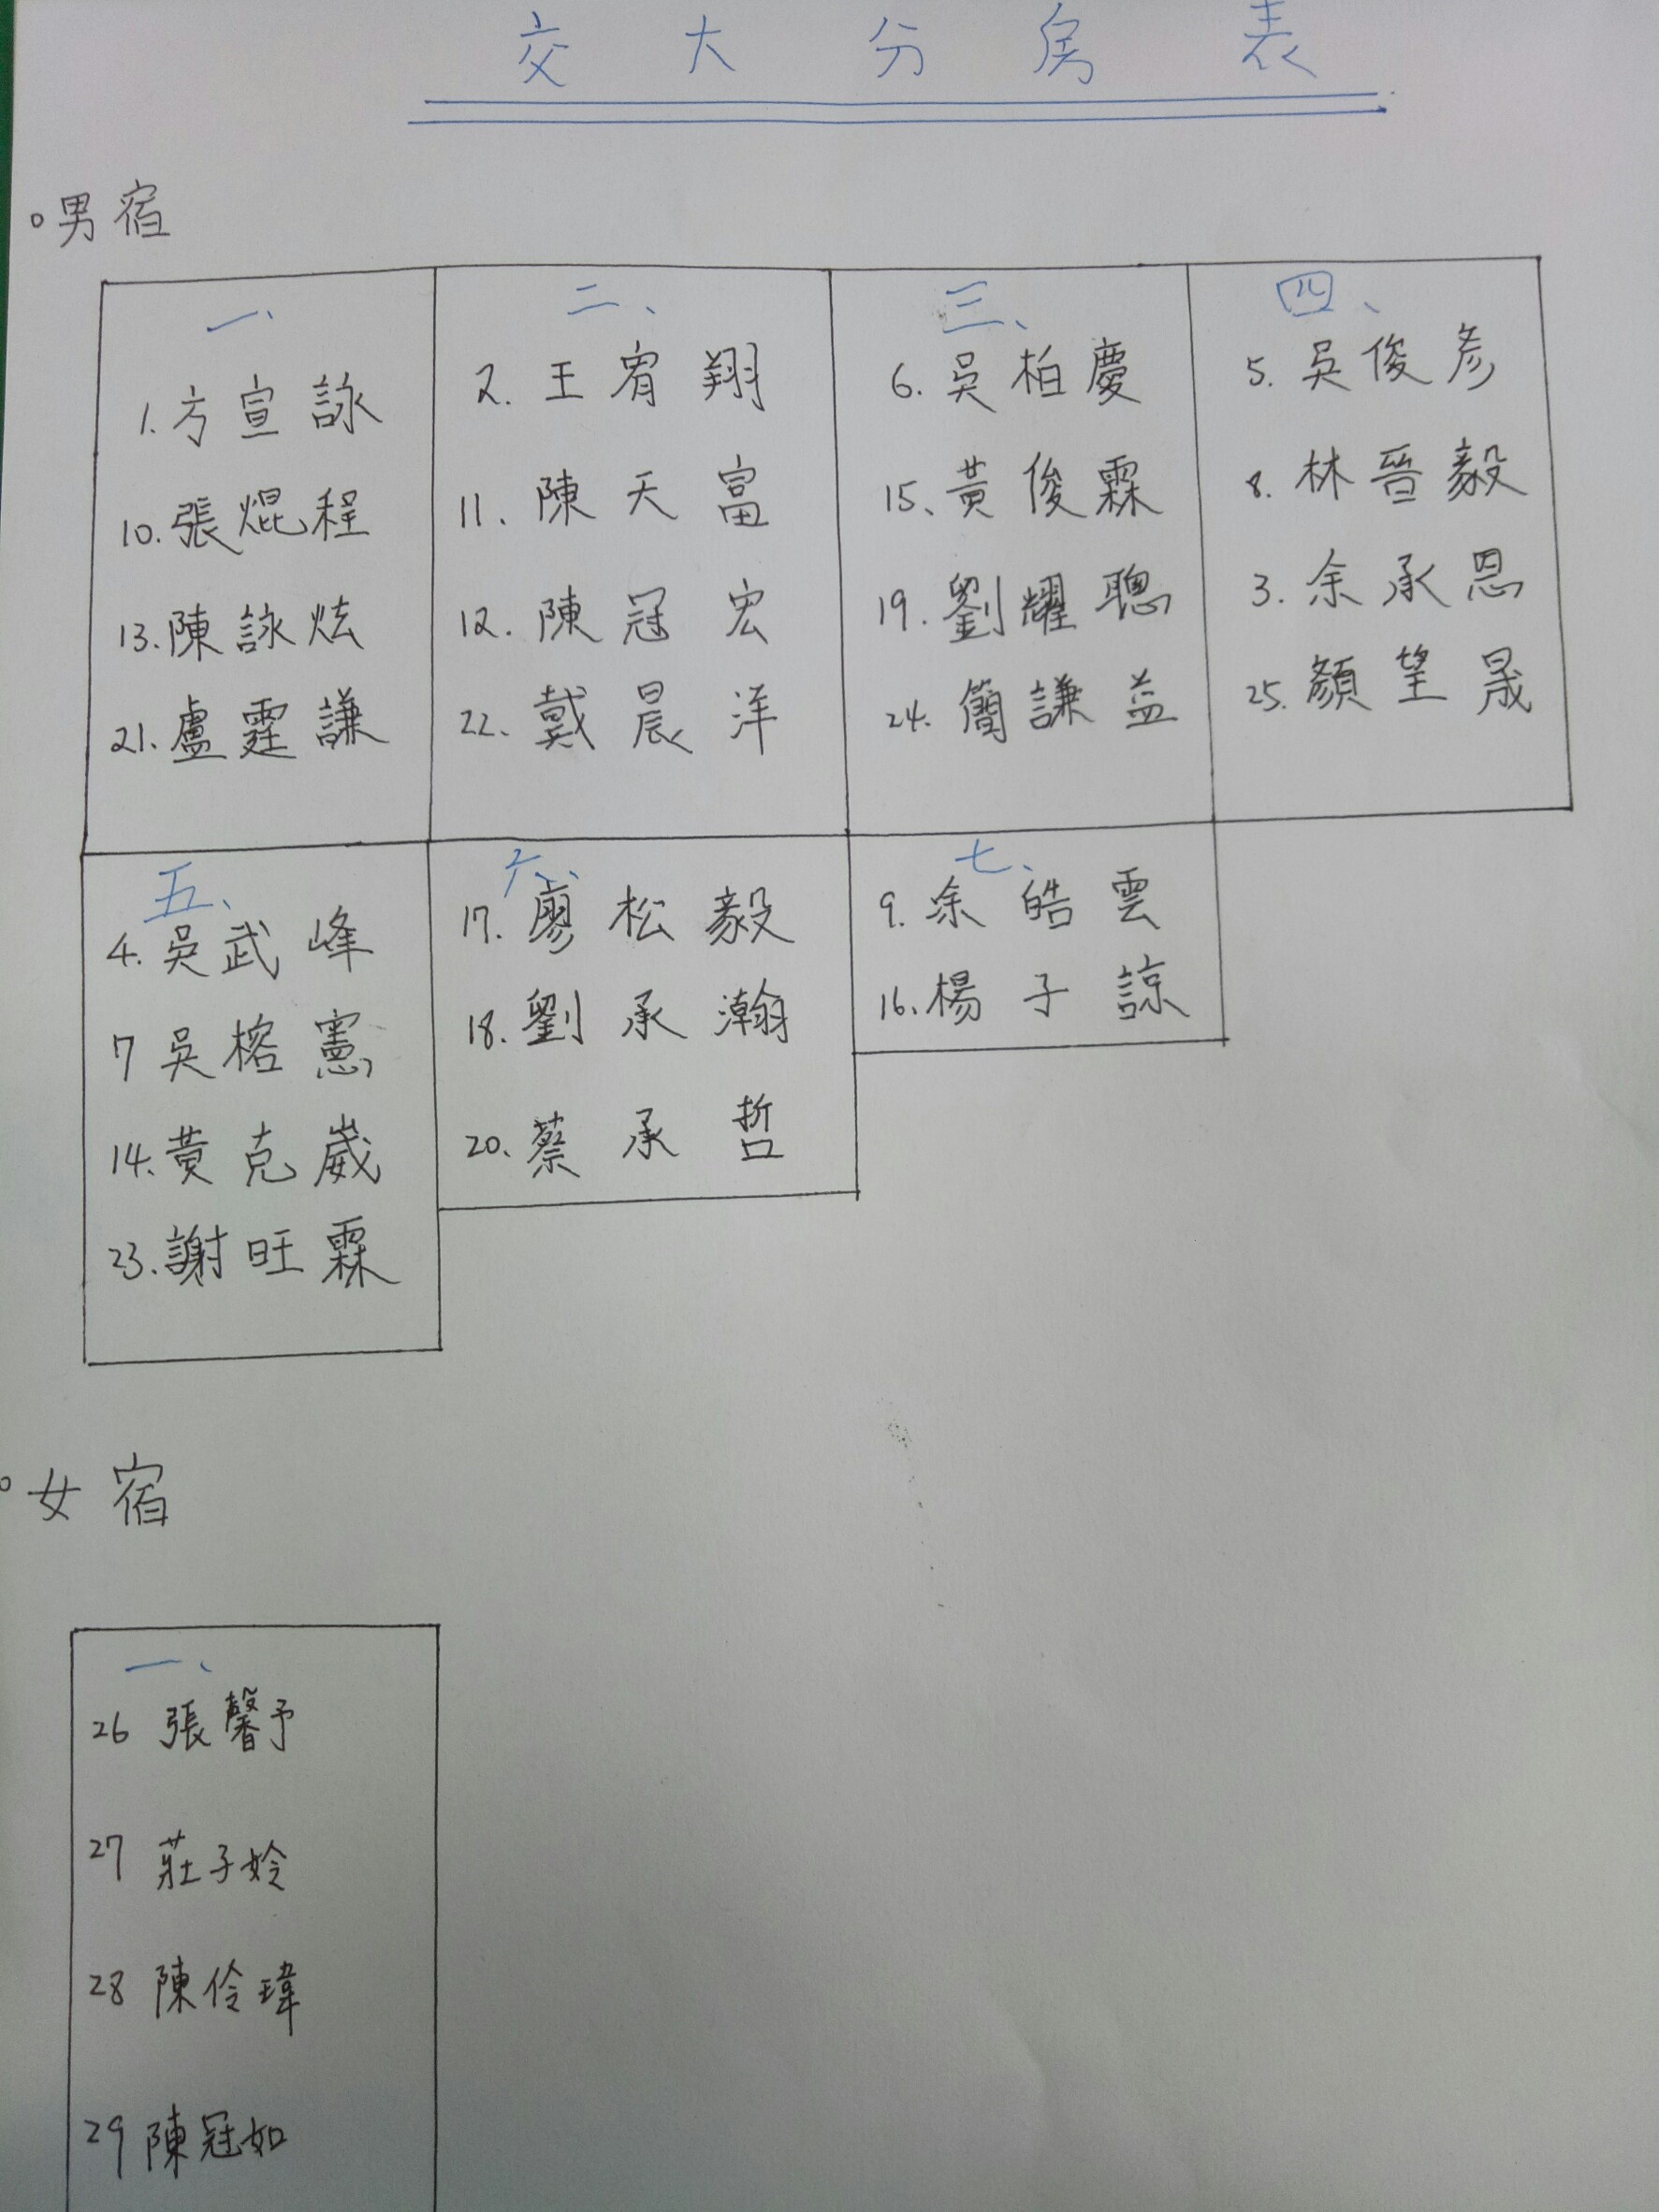 交大分房表
。男宿
一、
1.方宣詠
10.張焜程
13.陳詠炫
21.盧霆謙
二、
2.王宥翔
11.陳天富
12.陳冠宏
22.戴晨洋
三、
6.吳柏慶
15、黃俊霖
19.劉耀聰
24.簡謙益
四、
5.吳俊彥
8.林晉毅
3.余承恩
25.顏望晟
五、
4.吳武峰
7吳榕憲
14.黃克崴
23.謝旺霖
六、
17.廖松毅
18.劉承瀚
20.蔡承哲
七、
9.余皓雲
16.楊子諒
。女宿
一、
26 張馨予
27 莊子姈
28 陳伶瑋
29 陳冠如